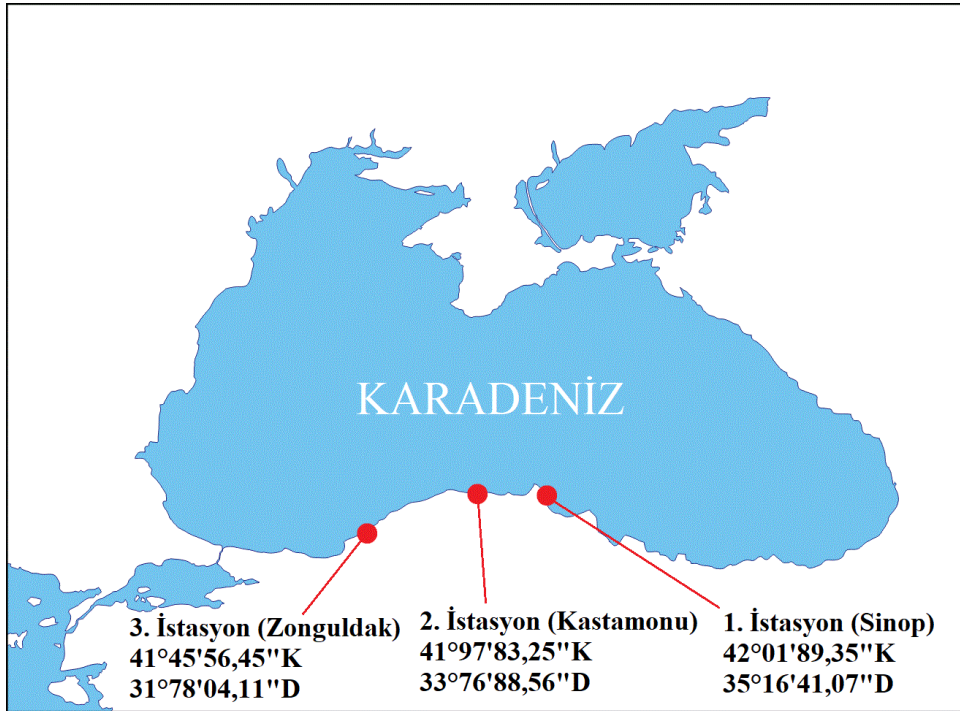 KARADENİZ
3. İstasyon (Zonguldak)
41°45'56,45"K
31°78'04,11"D
2. İstasyon (Kastamonu)
41°97'83,25"K
33°76'88,56"D
1. İstasyon (Sinop)
42°01'89,35"K
35°16'41,07"D